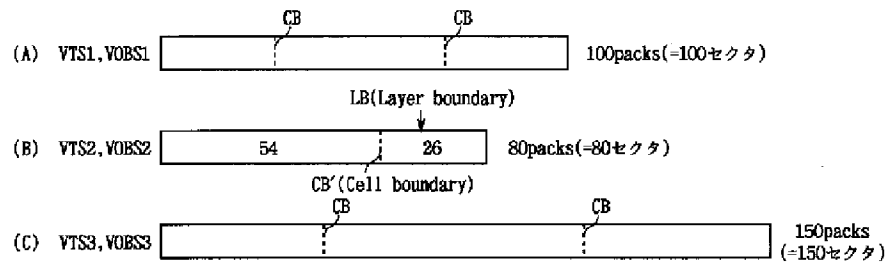 CB CB
(A) VTS1,VOBS1 100packs(=100セクタ)
LB(Layer boundary)
(B) VTS2,VOBS2 54 26 80packs(=80セクタ)
CB'(Cell boundary)
CB CB
(C) VTS3,VOBS3 150packs
(=150セクタ)